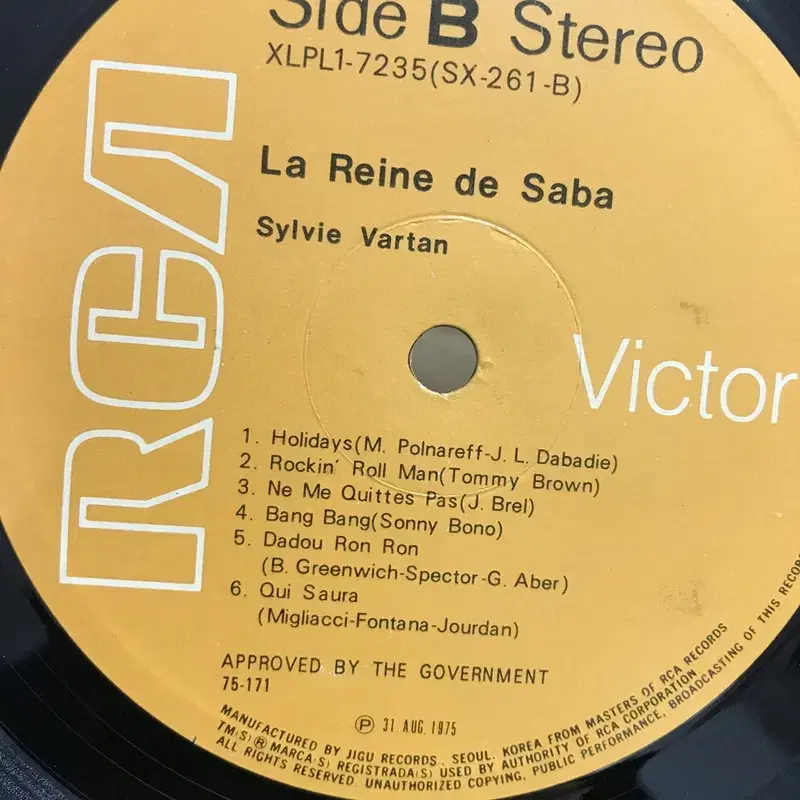 Side B Stereo
XLPL1-7235(SX-261-B)
La Reine de Saba
Sylvie Vartan
RCA
Victor
1. Holidays(M. Polnareff-J. L. Dabadie)
2. Rockin' Roll Man(Tommy Brown)
3. Ne Me Quittes Pas(J. Brel)
4. Bang Bang(Sonny Bono)
5. Dadou Ron Ron
(B. Greenwich-Spector-G. Aber)
6. Qui Saura
(Migliacci-Fontana-Jourdan)
APPROVED BY THE GOVERNMENT
75-171
Ⓟ 31. AUG. 1975
MANUFACTURED BY JIGU RECORDS. SEOUL. KOREA FROM MASTERS OF RCA RECORDS
TM(S)® MARCA(S) REGISTRADA(S) USED BY AUTHORITY OF RCA CORPORATION
ALL RIGHTS RESERVED. UNAUTHORIZED COPYING, PUBLIC PERFORMANCE, BROADCASTING OF THIS RECOR